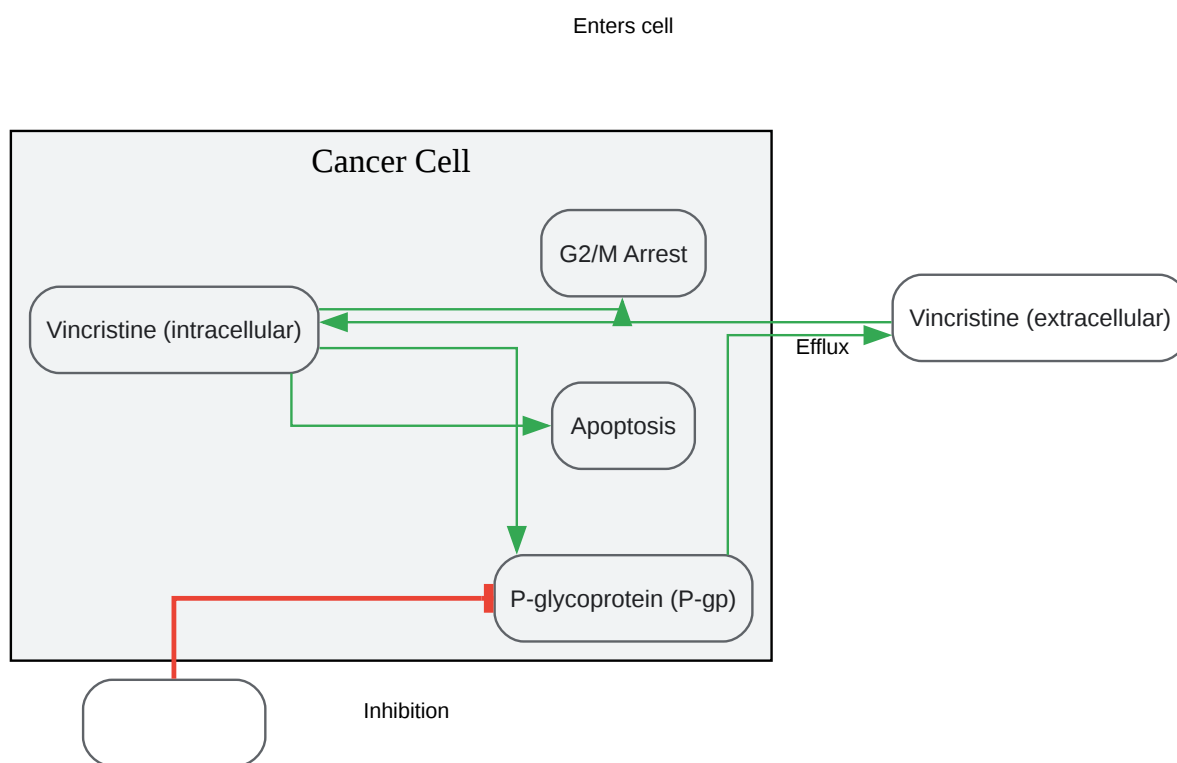 Enters cell
Cancer Cell
G2/M Arrest
Vincristine (intracellular)
Vincristine (extracellular)
Efflux
Apoptosis
P-glycoprotein (P-gp)
Inhibition